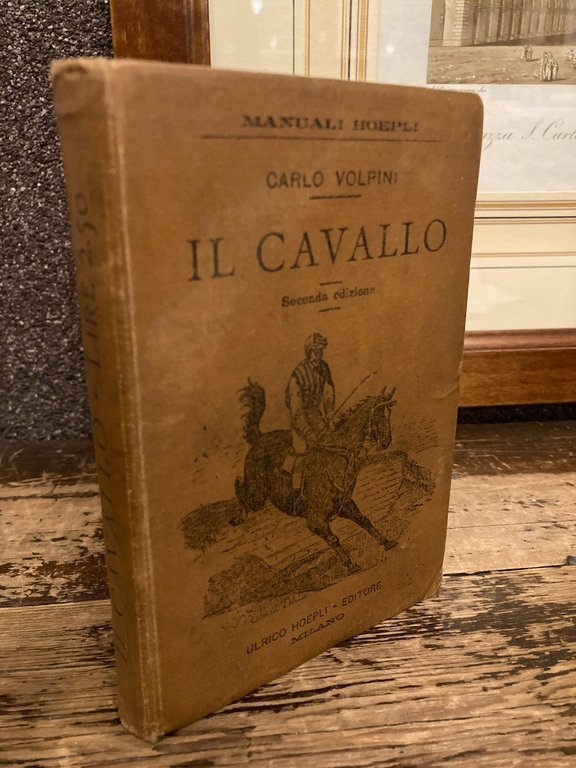 MANUALI HOEPLI
CARLO VOLPINI
IL CAVALLO
Seconda edizione
ULRICO HOEPLI - EDITORE
MILANO
LIRE 2.50